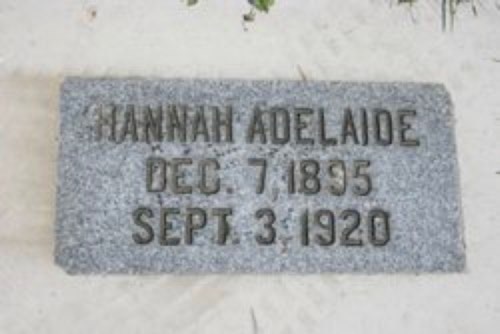 HANNAH ADELAIDE
DEC. 7, 1895
SEPT. 3, 1920